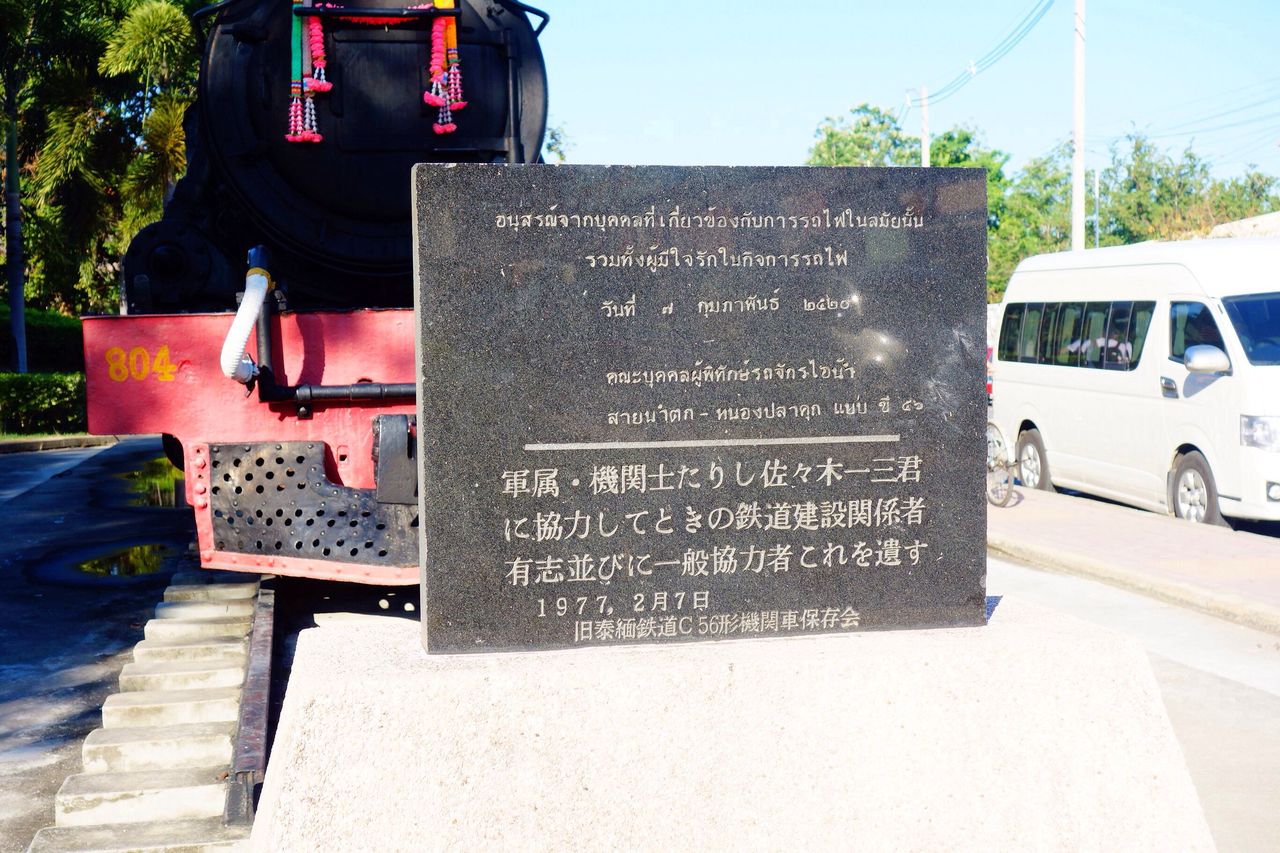 804
อนุสรณ์จากบุคคลที่เกี่ยวข้องกับการรถไฟในสมัยนั้น
รวมทั้งผู้มีใจรักในกิจการรถไฟ
วันที่ ๗ กุมภาพันธ์ ๒๕๒๐
คณะบุคคลผู้พิทักษ์รถจักรไอน้ำ
สายน้ำตก - หนองปลาดุก แบบ ซี ๕๖
軍属・機関士たりし佐々木一三君
に協力してときの鉄道建設関係者
有志並びに一般協力者これを遺す
1977, 2月7日
旧泰緬鉄道C56形機関車保存会